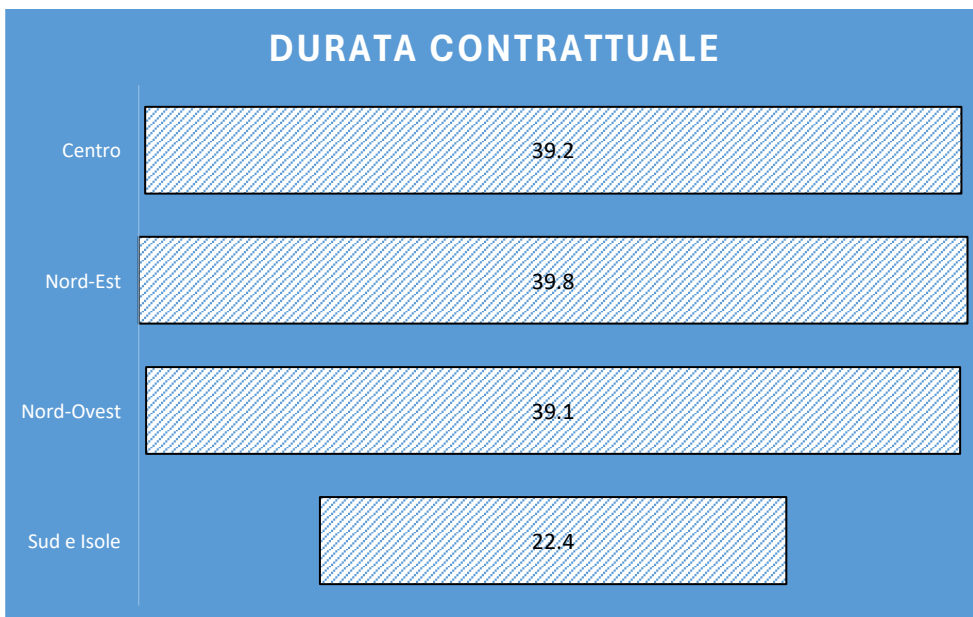 DURATA CONTRATTUALE
Centro
39.2
Nord-Est
39.8
Nord-Ovest
39.1
Sud e Isole
22.4